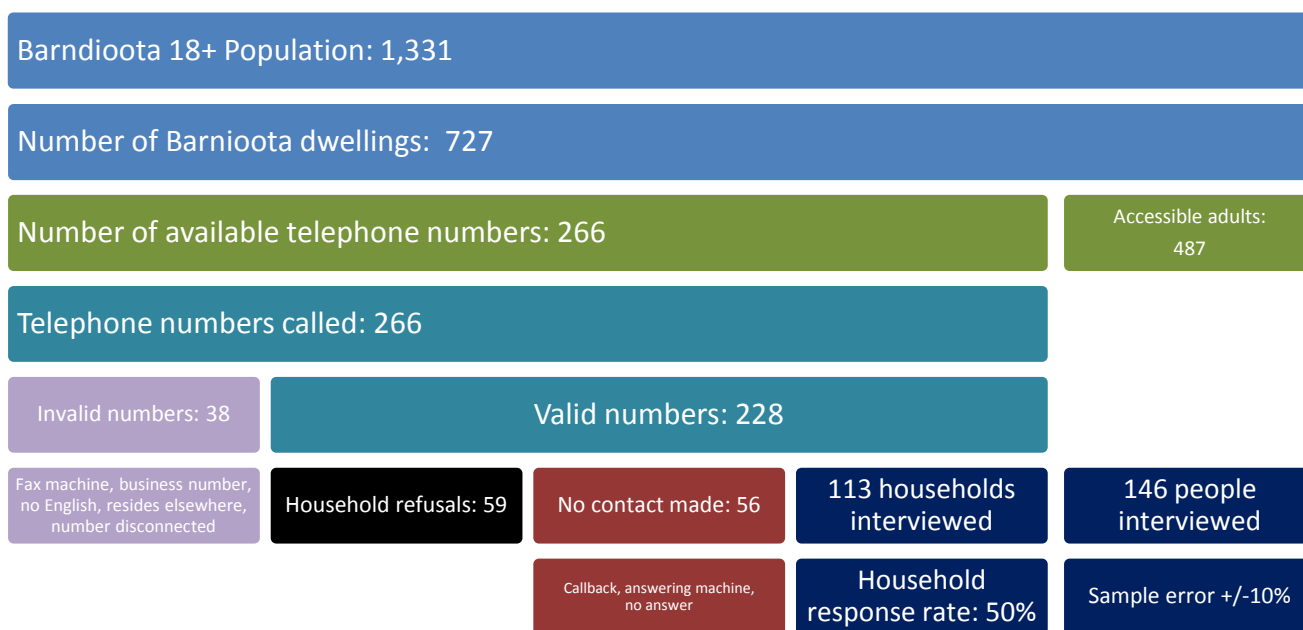 Barndioota 18+ Population: 1,331
Number of Barnioota dwellings: 727
Number of available telephone numbers: 266
Accessible adults:
487
Telephone numbers called: 266
Invalid numbers: 38
Valid numbers: 228
Fax machine, business number,
no English, resides elsewhere,
number disconnected
Household refusals: 59
No contact made: 56
113 households
interviewed
146 people
interviewed
Callback, answering machine,
no answer
Household
response rate: 50%
Sample error +/-10%